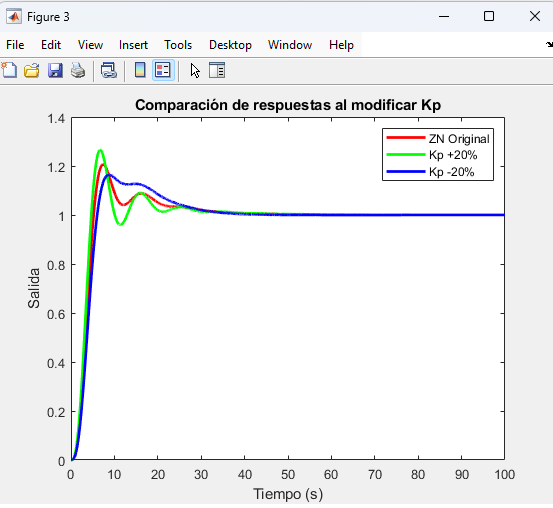 Figure 3
File Edit View Insert Tools Desktop Window Help
Comparación de respuestas al modificar Kp
1.4
1.2
1
0.8
0.6
0.4
0.2
0
Salida
ZN Original
Kp +20%
Kp -20%
0 10 20 30 40 50 60 70 80 90 100
Tiempo (s)